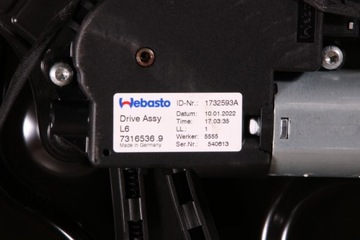 Webasto
ID-Nr.: 1732593A
Drive Assy
Datum: 10.01.2022
Time: 17:03:35
L6
LL.: 1
7316536.9
Werker: 5555
Made in Germany
Ser.Nr.: 540613